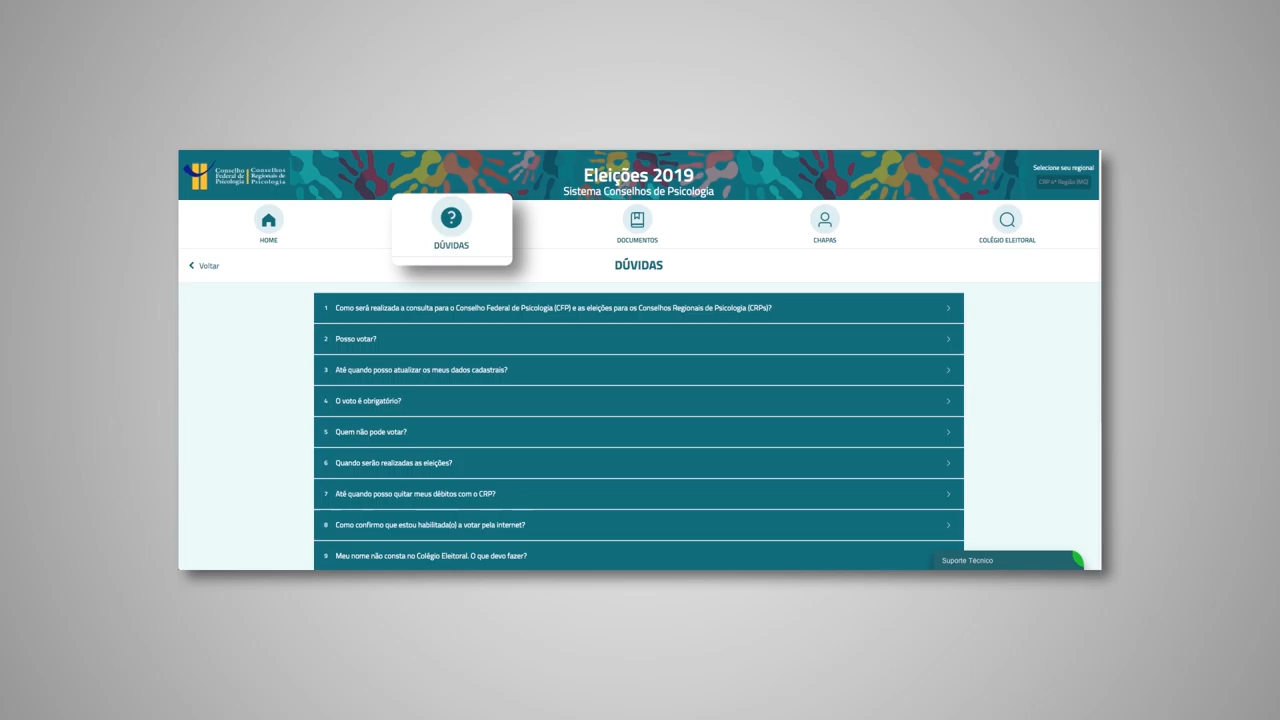 Conselho Federal de Psicologia
Conselhos Regionais de Psicologia
Eleições 2019
Sistema Conselhos de Psicologia
Selecione seu regional
CRP 4ª Região (MG)
HOME
DÚVIDAS
DOCUMENTOS
CHAPAS
COLÉGIO ELEITORAL
Voltar
DÚVIDAS
1 Como será realizada a consulta para o Conselho Federal de Psicologia (CFP) e as eleições para os Conselhos Regionais de Psicologia (CRPs)?
2 Posso votar?
3 Até quando posso atualizar os meus dados cadastrais?
4 O voto é obrigatório?
5 Quem não pode votar?
6 Quando serão realizadas as eleições?
7 Até quando posso quitar meus débitos com o CRP?
8 Como confirmo que estou habilitada(o) a votar pela internet?
9 Meu nome não consta no Colégio Eleitoral. O que devo fazer?
Suporte Técnico